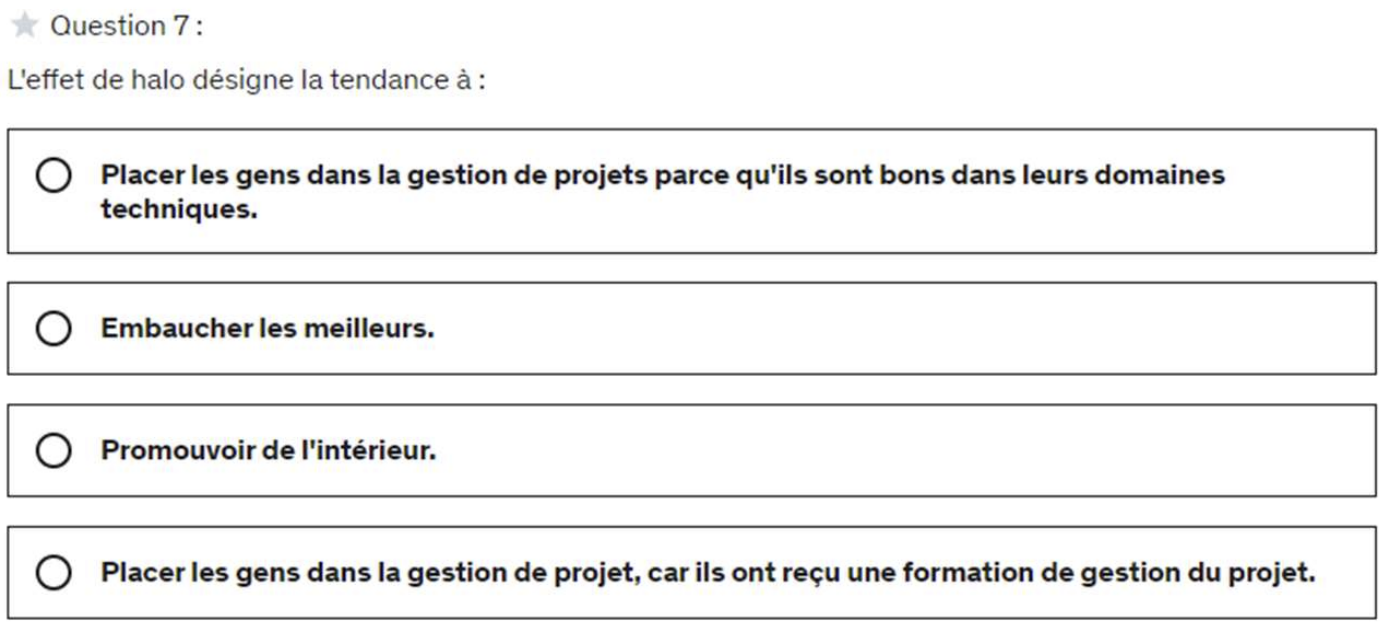 Question 7 :
L'effet de halo désigne la tendance à :
Placer les gens dans la gestion de projets parce qu'ils sont bons dans leurs domaines
techniques.
Embaucher les meilleurs.
Promouvoir de l'intérieur.
Placer les gens dans la gestion de projet, car ils ont reçu une formation de gestion du projet.